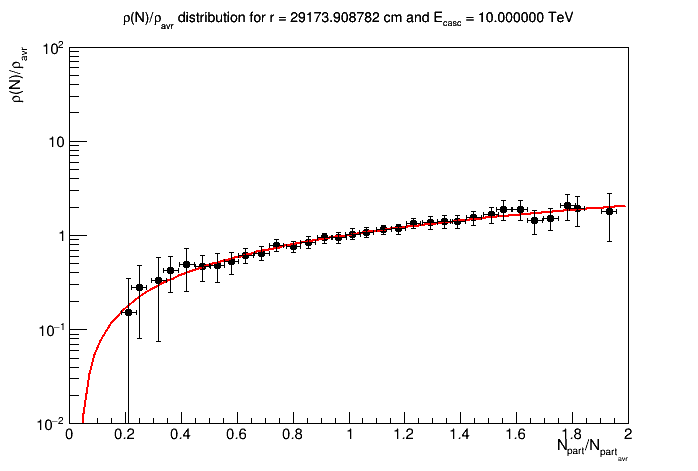 ρ(N)/ρavr distribution for r = 29173.908782 cm and Ecasc = 10.000000 TeV
ρ(N)/ρavr
10²
10
1
10⁻¹
10⁻²
0 0.2 0.4 0.6 0.8 1 1.2 1.4 1.6 1.8 2
Npart/Npartavr